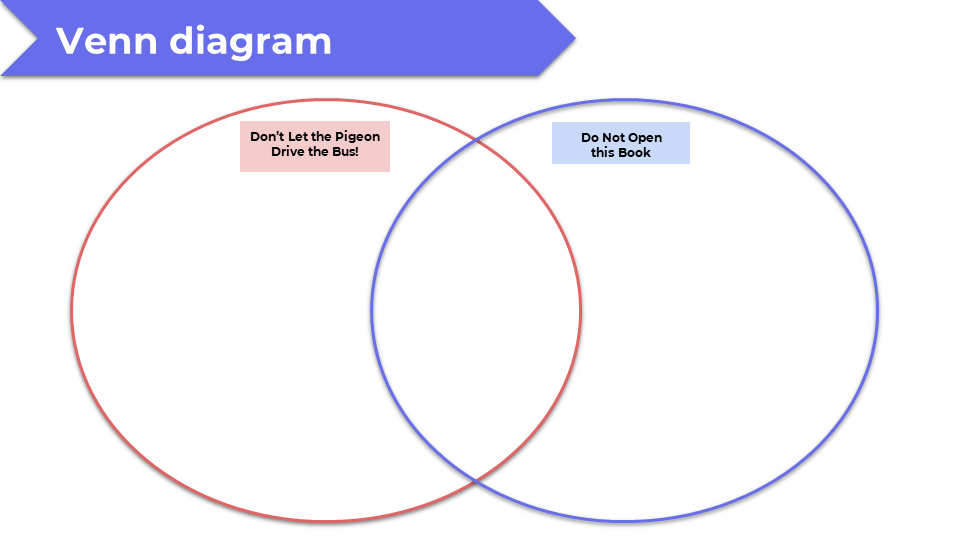 Venn diagram
Don’t Let the Pigeon
Drive the Bus!
Do Not Open
this Book